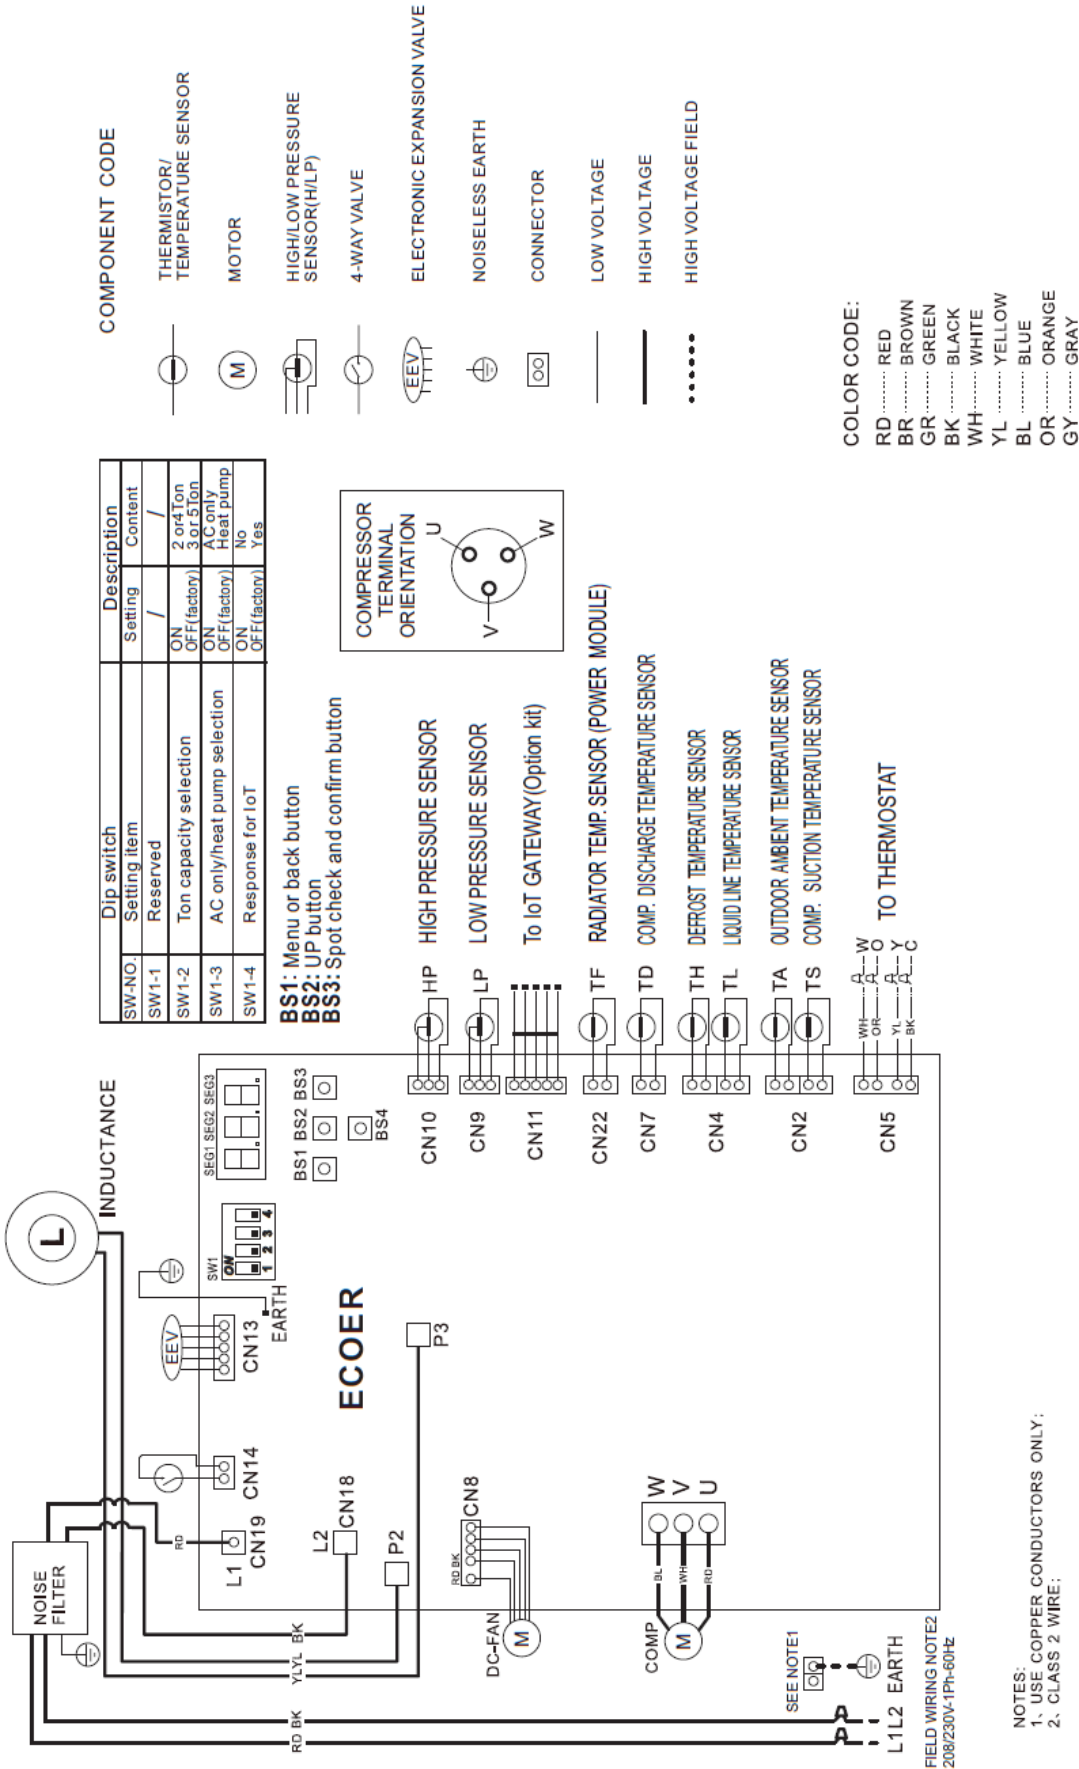 COMPONENT CODE
THERMISTOR/
TEMPERATURE SENSOR
M
MOTOR
HIGH/LOW PRESSURE
SENSOR(H/LP)
4-WAY VALVE
EEV
ELECTRONIC EXPANSION VALVE
NOISELESS EARTH
CONNECTOR
LOW VOLTAGE
HIGH VOLTAGE
HIGH VOLTAGE FIELD
COLOR CODE:
RD ........ RED
BR ........ BROWN
GR ........ GREEN
BK ........ BLACK
WH ........ WHITE
YL ........ YELLOW
BL ........ BLUE
OR ........ ORANGE
GY ........ GRAY
Dip switch Description
SW-NO. Setting item Setting Content
SW1-1 Reserved / /
SW1-2 Ton capacity selection ON 2 or4Ton
OFF(factory) 3 or 5Ton
SW1-3 AC only/heat pump selection ON AC only
OFF(factory) Heat pump
SW1-4 Response for IoT ON No
OFF(factory) Yes
BS1: Menu or back button
BS2: UP button
BS3: Spot check and confirm button
COMPRESSOR
TERMINAL
ORIENTATION
U
V
W
L
INDUCTANCE
NOISE
FILTER
SEG1 SEG2 SEG3
BS1 BS2 BS3
BS4
SW1
ON
1 2 3 4
EARTH
EEV
CN13
CN14
RD
L1
CN19
L2
CN18
P2
P3
ECOER
YLYL BK
RD BK
CN10 HP HIGH PRESSURE SENSOR
CN9 LP LOW PRESSURE SENSOR
CN11 To IoT GATEWAY(Option kit)
CN22 TF RADIATOR TEMP. SENSOR (POWER MODULE)
CN7 TD COMP. DISCHARGE TEMPERATURE SENSOR
CN4 TH DEFROST TEMPERATURE SENSOR
TL LIQUID LINE TEMPERATURE SENSOR
CN2 TA OUTDOOR AMBIENT TEMPERATURE SENSOR
TS COMP. SUCTION TEMPERATURE SENSOR
CN5 TO THERMOSTAT
WH W
OR O
YL Y
BK C
RD BK
CN8
DC-FAN
M
COMP
M
BL W
WH V
RD U
SEE NOTE1
L1L2 EARTH
FIELD WIRING NOTE2
208/230V-1Ph-60Hz
NOTES:
1. USE COPPER CONDUCTORS ONLY;
2. CLASS 2 WIRE;